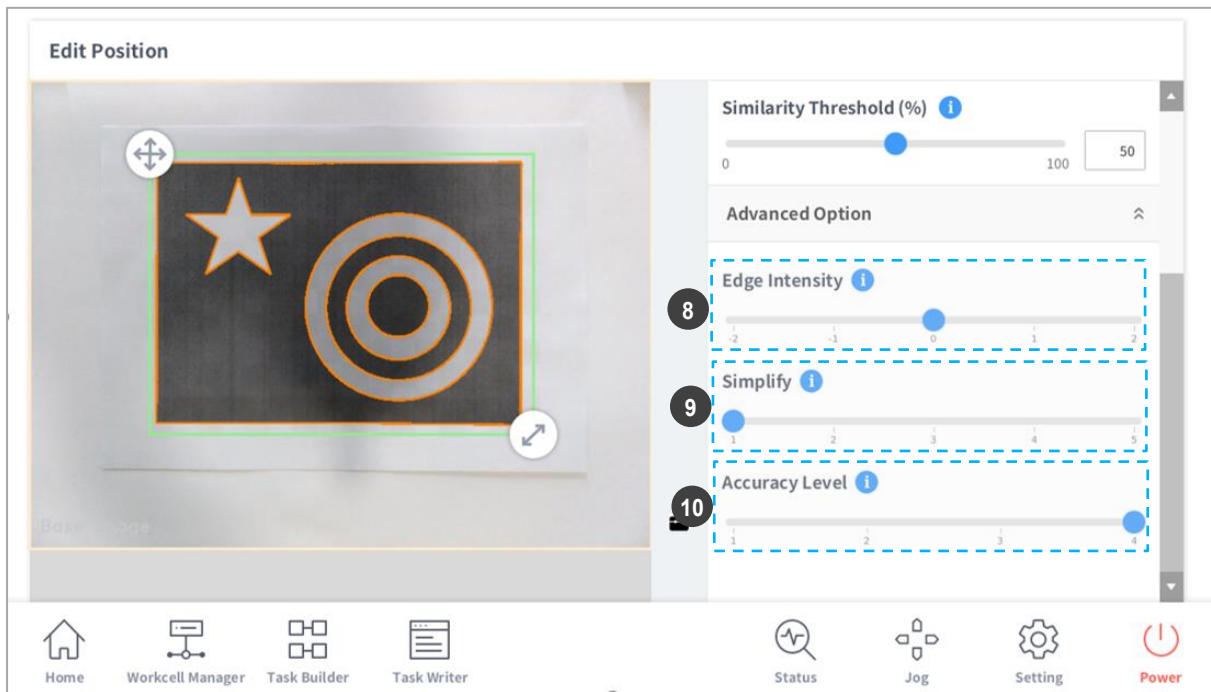 Edit Position
Similarity Threshold (%) i
50
0 100
Advanced Option
8
Edge Intensity i
-2 -1 0 1 2
9
Simplify i
1 2 3 4 5
10
Accuracy Level i
1 2 3 4
Base
Home Workcell Manager Task Builder Task Writer Status Jog Setting Power